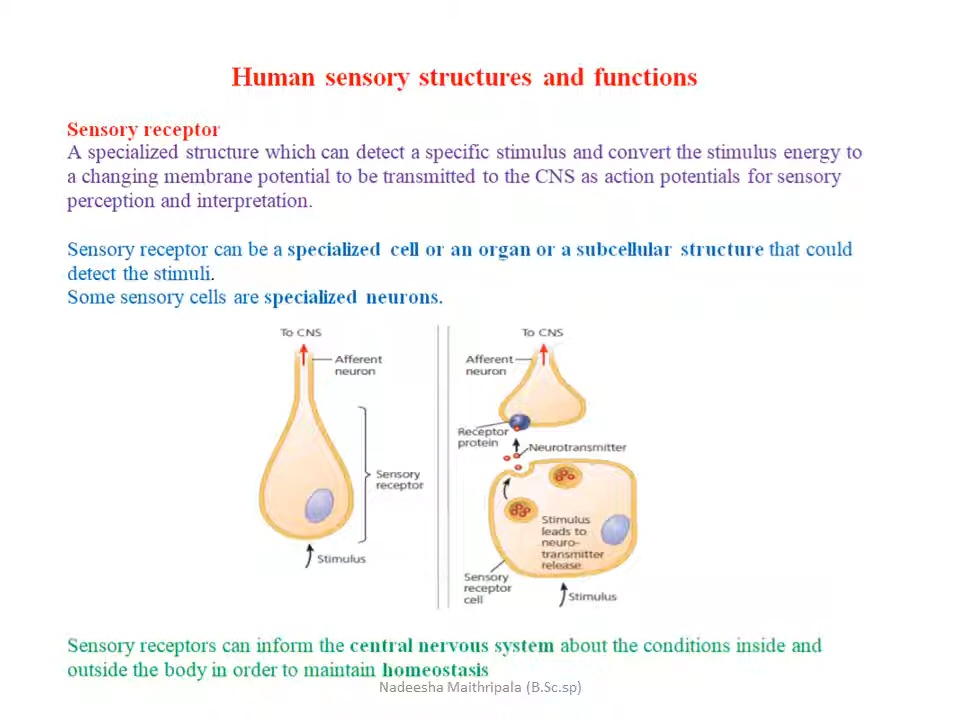 Human sensory structures and functions
Sensory receptor
A specialized structure which can detect a specific stimulus and convert the stimulus energy to
a changing membrane potential to be transmitted to the CNS as action potentials for sensory
perception and interpretation.
Sensory receptor can be a specialized cell or an organ or a subcellular structure that could
detect the stimuli.
Some sensory cells are specialized neurons.
To CNS
Afferent
neuron
Sensory
receptor
Stimulus
To CNS
Afferent
neuron
Receptor
protein
Neurotransmitter
Stimulus
leads to
neuro-
transmitter
release
Sensory
receptor
cell
Stimulus
Sensory receptors can inform the central nervous system about the conditions inside and
outside the body in order to maintain homeostasis
Nadeesha Maithripala (B.Sc.sp)